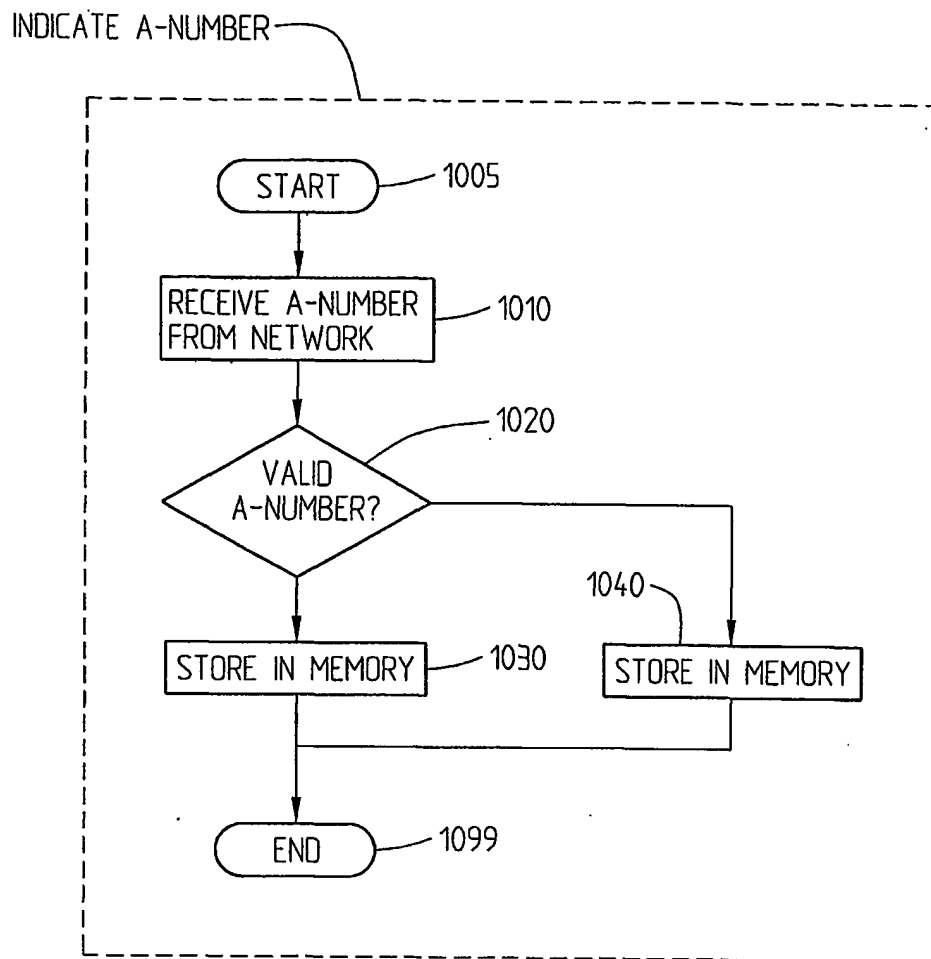 INDICATE A-NUMBER
START
1005
RECEIVE A-NUMBER
FROM NETWORK
1010
1020
VALID
A-NUMBER?
1040
STORE IN MEMORY
1030
STORE IN MEMORY
END
1099